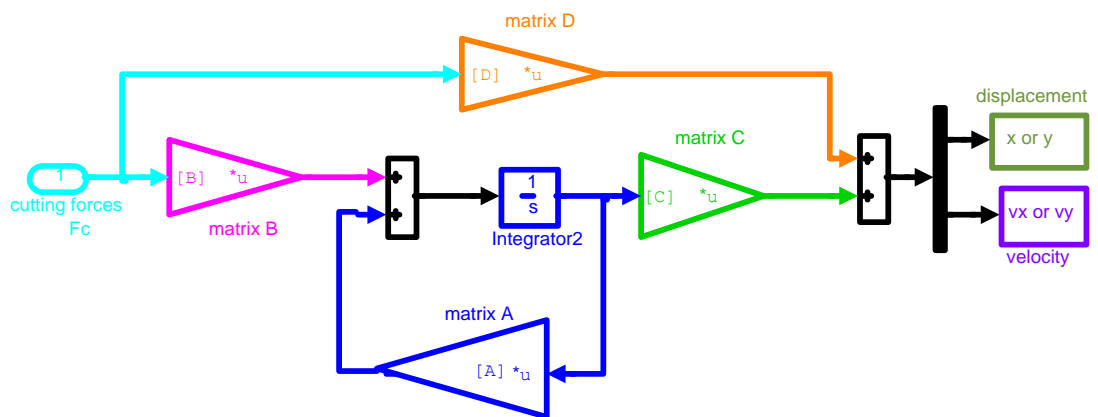 matrix D
[D] *u
displacement
x or y
matrix C
1
cutting forces
Fc
[B] *u
matrix B
+
+
1
s
Integrator2
[C] *u
+
+
vx or vy
velocity
matrix A
[A] *u